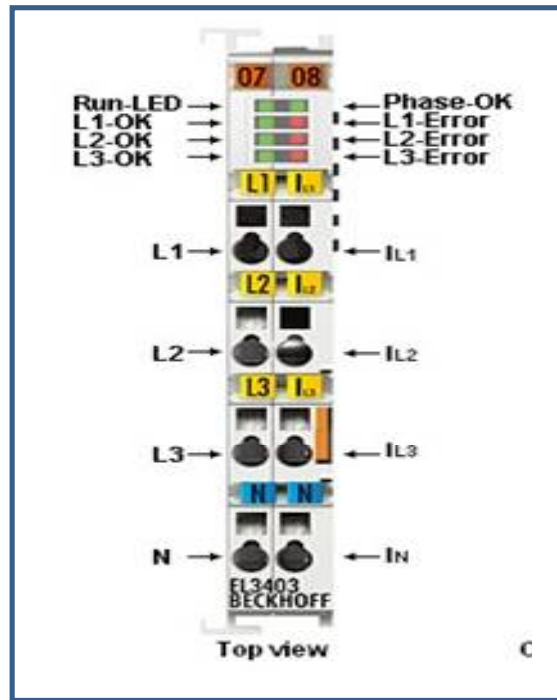 07 08
Run-LED Phase-OK
L1-OK L1-Error
L2-OK L2-Error
L3-OK L3-Error
L1 IL1
L1 IL1
L2 IL2
L2 IL2
L3 IL3
L3 IL3
N N
N IN
EL3403
BECKHOFF
Top view C